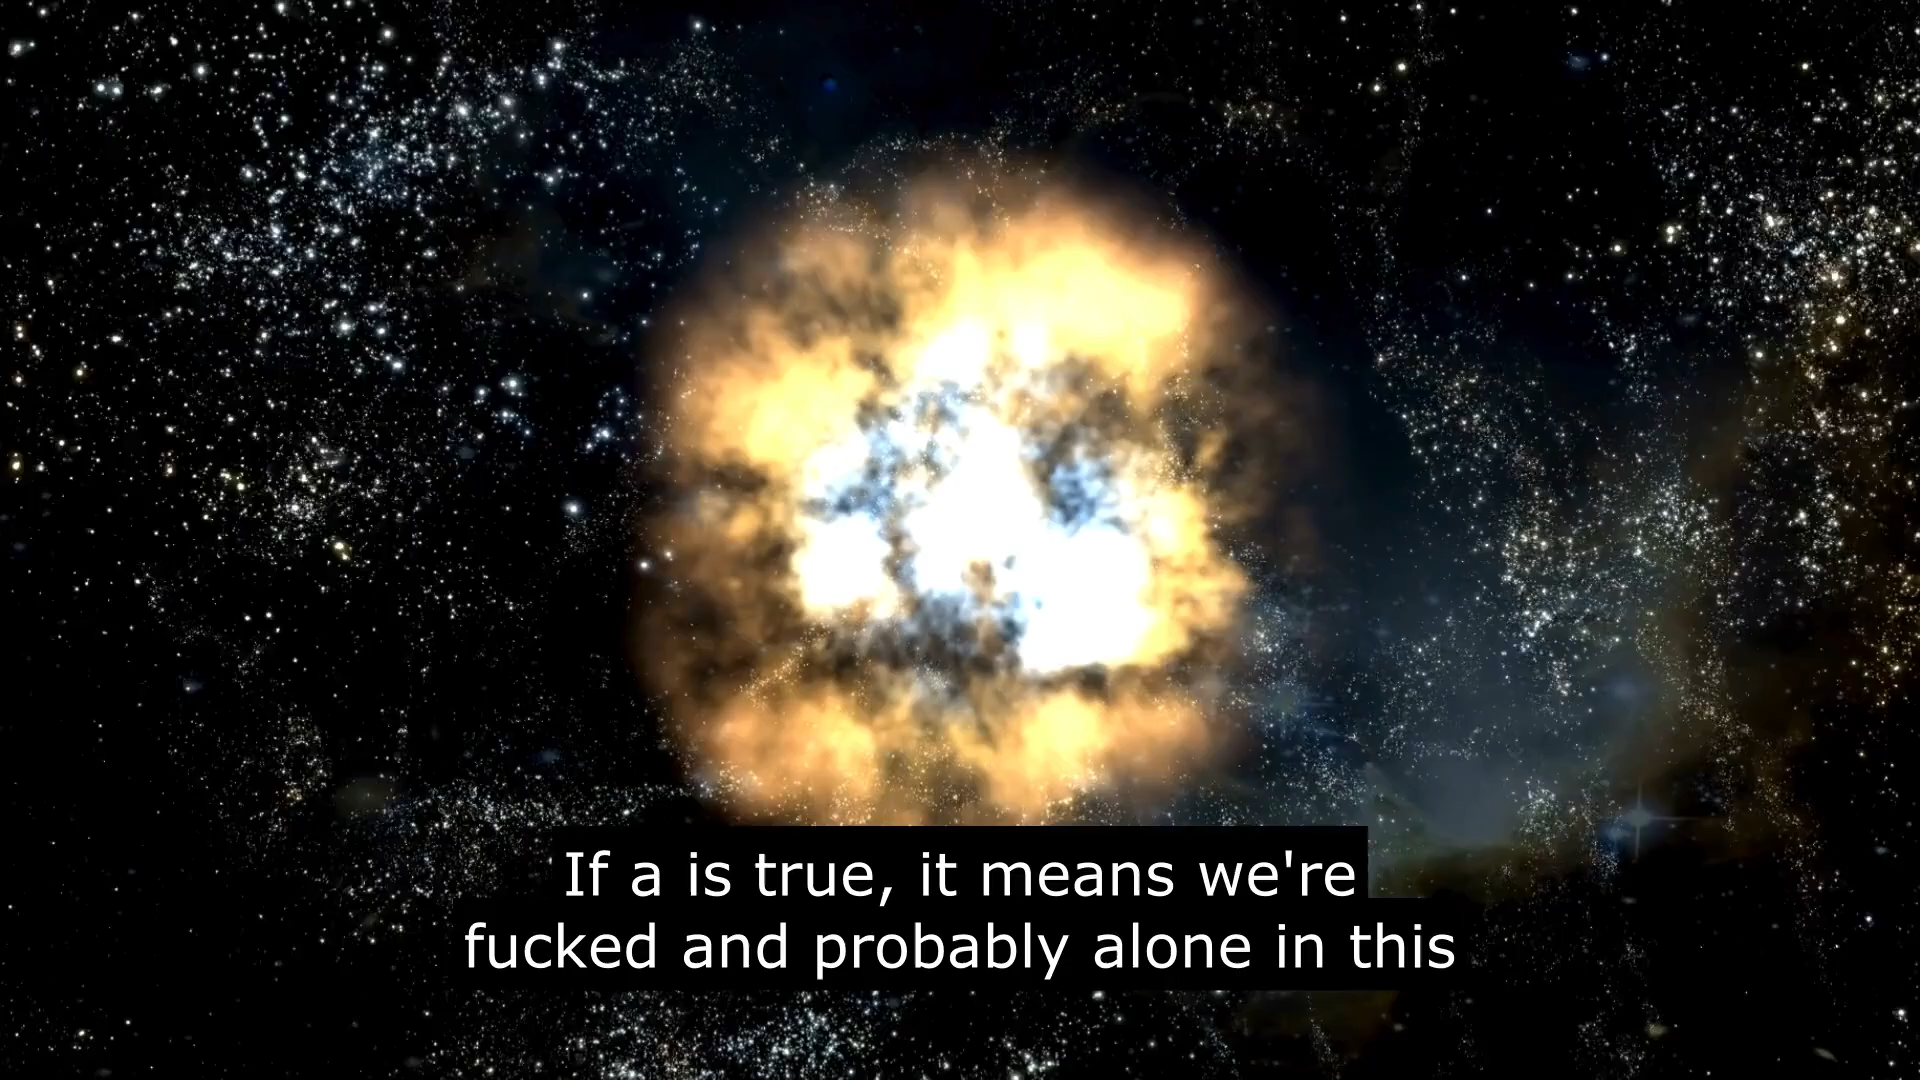 If a is true, it means we're
fucked and probably alone in this